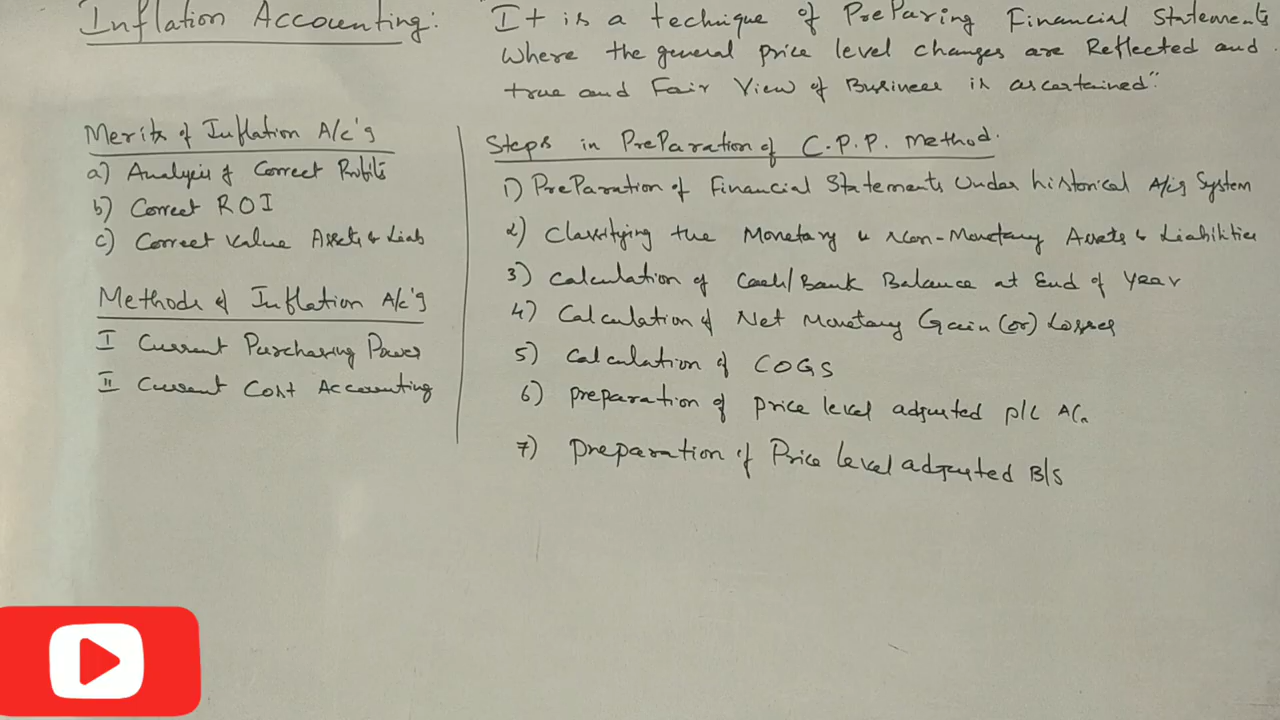 Inflation Accounting:
"It is a technique of Preparing Financial Statements
Where the general price level changes are Reflected and
true and Fair View of Business is ascertained"
Merits of Inflation A/c'g
a) Analysis of Correct Profits
b) Correct ROI
c) Correct Value Assets & Liab
Methods of Inflation A/c'g
I Current Purchasing Power
II Current Cost Accounting
Steps in Preparation of C.P.P. Method.
1) Preparation of Financial Statements Under historical A/c'g System
2) Classifying the Monetary & Non-Monetary Assets & Liabilities
3) Calculation of Cash/Bank Balance at End of Year
4) Calculation of Net Monetary Gain (or) Losses
5) Calculation of COGS
6) preparation of price level adjusted P/L A/c
7) preparation of Price level adjusted B/S